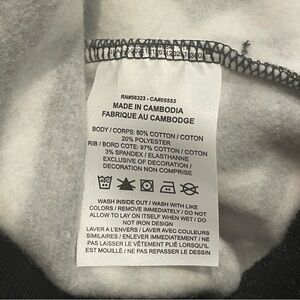 RN#56323 - CA#05553
MADE IN CAMBODIA
FABRIQUE AU CAMBODGE
BODY / CORPS: 80% COTTON / COTON
20% POLYESTER
RIB / BORD COTE: 97% COTTON / COTON
3% SPANDEX / ELASTHANNE
EXCLUSIVE OF DECORATION /
DECORATION NON COMPRISE
WASH INSIDE OUT / WASH WITH LIKE
COLORS / REMOVE IMMEDIATELY / DO NOT
ALLOW TO LAY ON ITSELF WHEN WET / DO
NOT IRON DESIGN
LAVER A L'ENVERS / LAVER AVEC COULEURS
SIMILAIRES / ENLEVER IMMEDIATEMENT / NE
PAS LAISSER LE VÊTEMENT PLIÉ LORSQU'IL
EST MOUILLÉ / NE PAS REPASSER LE DESSIN